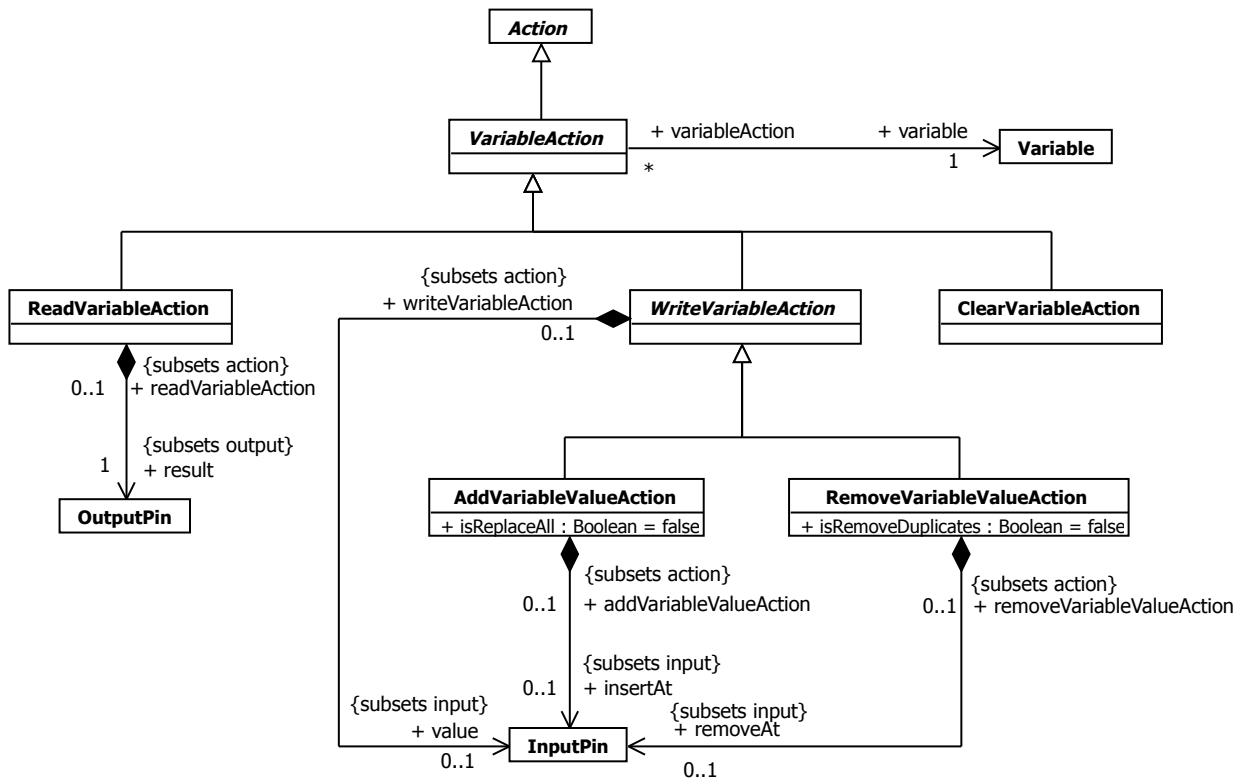 Action
VariableAction
+ variableAction
+ variable
*
1
Variable
{subsets action}
+ writeVariableAction
0..1
ReadVariableAction
WriteVariableAction
ClearVariableAction
{subsets action}
0..1
+ readVariableAction
{subsets output}
1
+ result
OutputPin
AddVariableValueAction
+ isReplaceAll : Boolean = false
RemoveVariableValueAction
+ isRemoveDuplicates : Boolean = false
{subsets action}
0..1
+ addVariableValueAction
{subsets action}
0..1
+ removeVariableValueAction
{subsets input}
0..1
+ insertAt
{subsets input}
+ value
0..1
InputPin
{subsets input}
+ removeAt
0..1